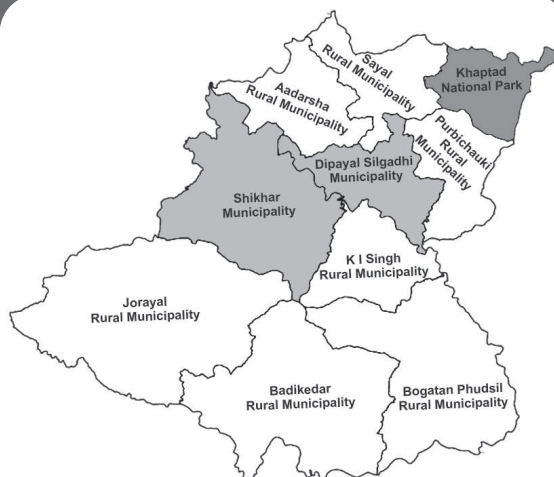 Sayal
Rural Municipality
Khaptad
National Park
Aadarsha
Rural Municipality
Purbichauki
Rural
Municipality
Dipayal Silgadhi
Municipality
Shikhar
Municipality
K I Singh
Rural Municipality
Jorayal
Rural Municipality
Badikedar
Rural Municipality
Bogatan Phudsil
Rural Municipality